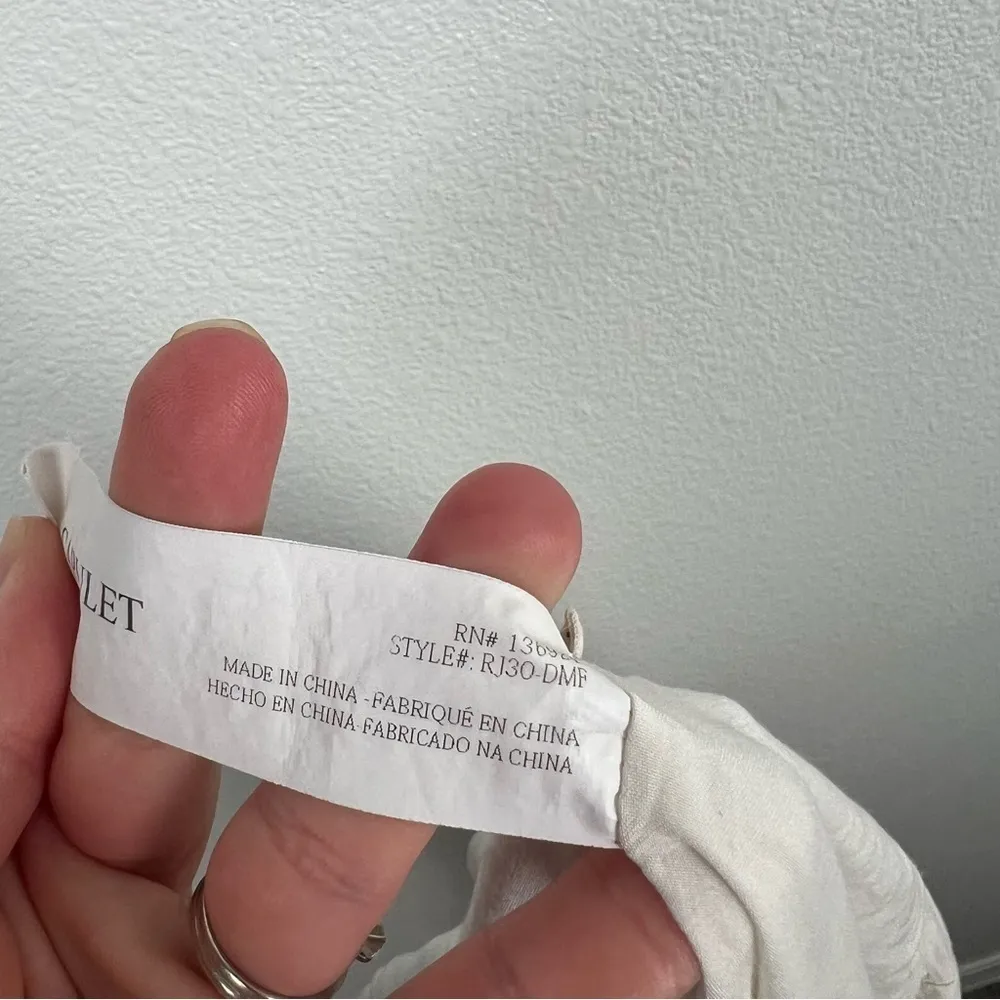 RN#
STYLE#: RJ30-DMF
MADE IN CHINA -FABRIQUÉ EN CHINA
HECHO EN CHINA-FABRICADO NA CHINA